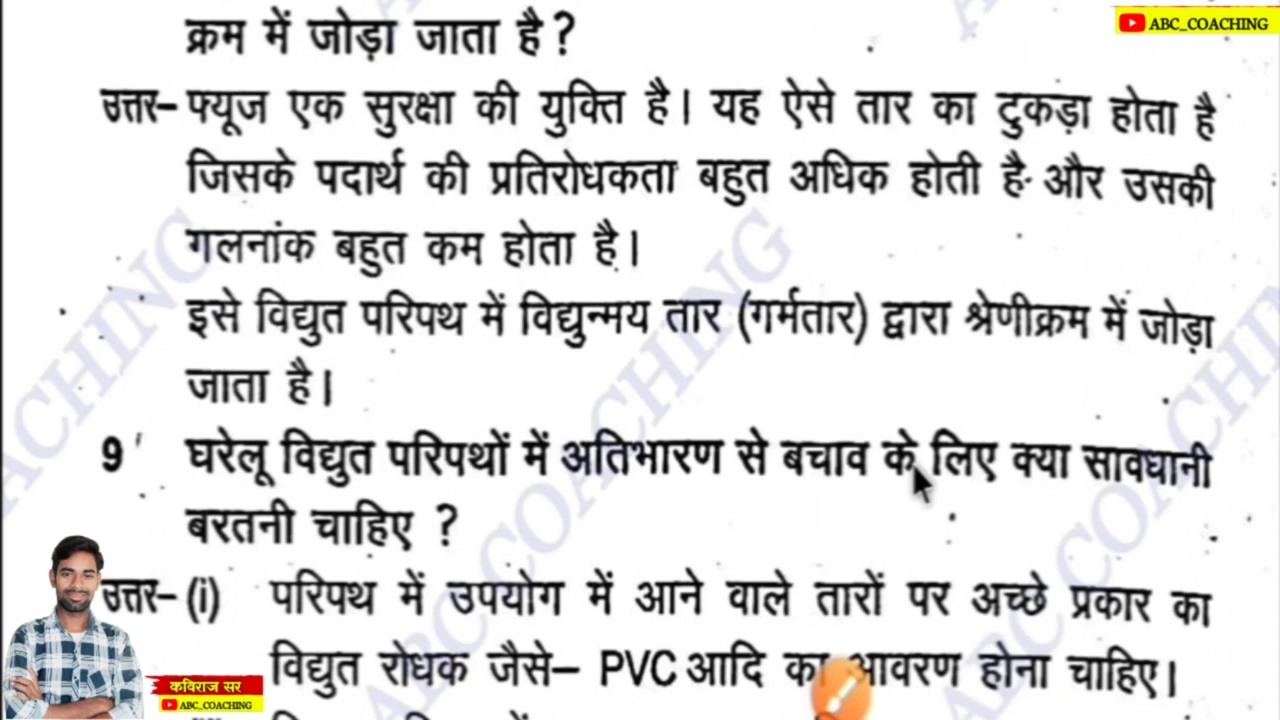 ABC_COACHING
क्रम में जोड़ा जाता है ?
उत्तर– फ्यूज एक सुरक्षा की युक्ति है। यह ऐसे तार का टुकड़ा होता है
जिसके पदार्थ की प्रतिरोधकता बहुत अधिक होती है और उसकी
गलनांक बहुत कम होता है।
इसे विद्युत परिपथ में विद्युन्मय तार (गर्मतार) द्वारा श्रेणीक्रम में जोड़ा
जाता है।
9 घरेलू विद्युत परिपथों में अतिभारण से बचाव के लिए क्या सावधानी
बरतनी चाहिए ?
उत्तर– (i) परिपथ में उपयोग में आने वाले तारों पर अच्छे प्रकार का
विद्युत रोधक जैसे– PVC आदि का आवरण होना चाहिए।
कविराज सर
ABC_COACHING